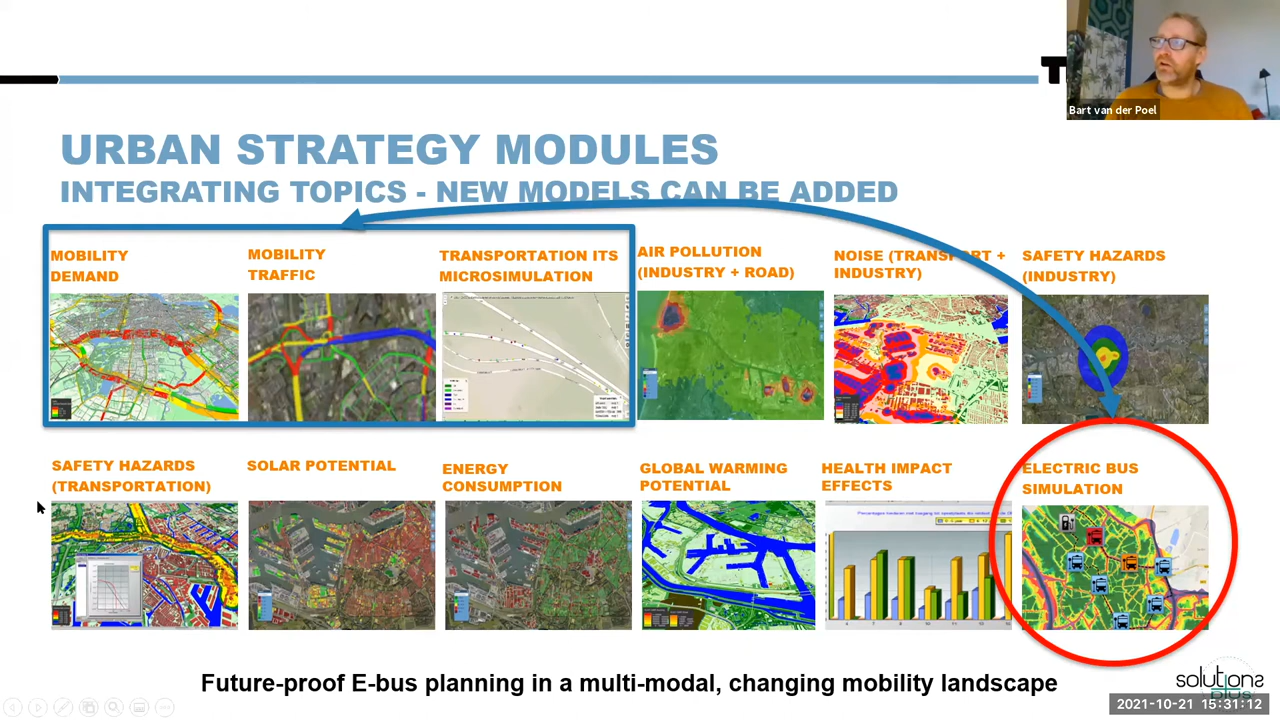 Bart van der Poel
URBAN STRATEGY MODULES
INTEGRATING TOPICS - NEW MODELS CAN BE ADDED
MOBILITY
DEMAND
MOBILITY
TRAFFIC
TRANSPORTATION ITS
MICROSIMULATION
AIR POLLUTION
(INDUSTRY + ROAD)
NOISE (TRANSPORT +
INDUSTRY)
SAFETY HAZARDS
(INDUSTRY)
SAFETY HAZARDS
(TRANSPORTATION)
SOLAR POTENTIAL
ENERGY
CONSUMPTION
GLOBAL WARMING
POTENTIAL
HEALTH IMPACT
EFFECTS
ELECTRIC BUS
SIMULATION
Future-proof E-bus planning in a multi-modal, changing mobility landscape
solutions
plus
2021-10-21 15:31:12